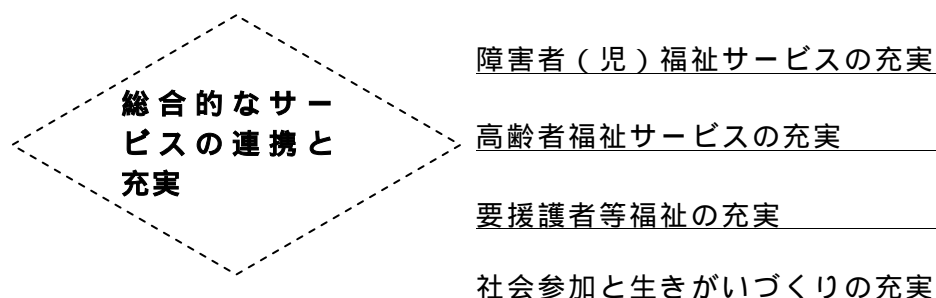 総合的なサー
ビスの連携と
充実
障害者（児）福祉サービスの充実
高齢者福祉サービスの充実
要援護者等福祉の充実
社会参加と生きがいづくりの充実